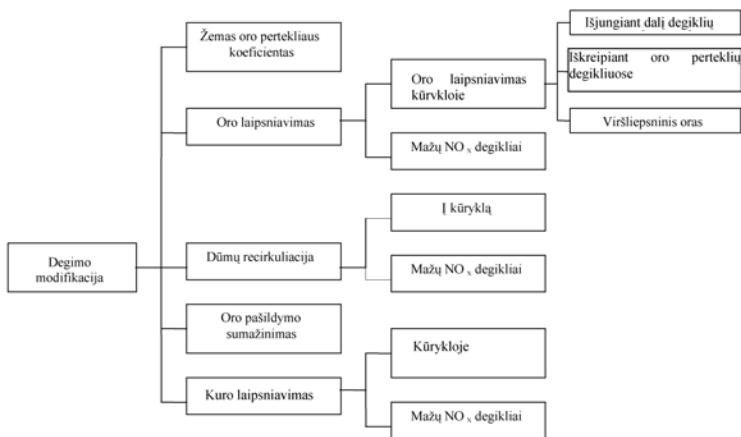 Žemas oro pertekliaus
koeficientas
Oro laipsniavimas
Oro laipsniavimas
kūrvkloie
Išjungiant dalį degiklių
Iškreipiant oro perteklių
degikliuose
Viršliepsninis oras
Mažų NO x degikliai
Degimo
modifikacija
Dūmų recirkuliacija
Į kūryklą
Mažų NO x degikliai
Oro pašildymo
sumažinimas
Kuro laipsniavimas
Kūrykloje
Mažų NO x degikliai